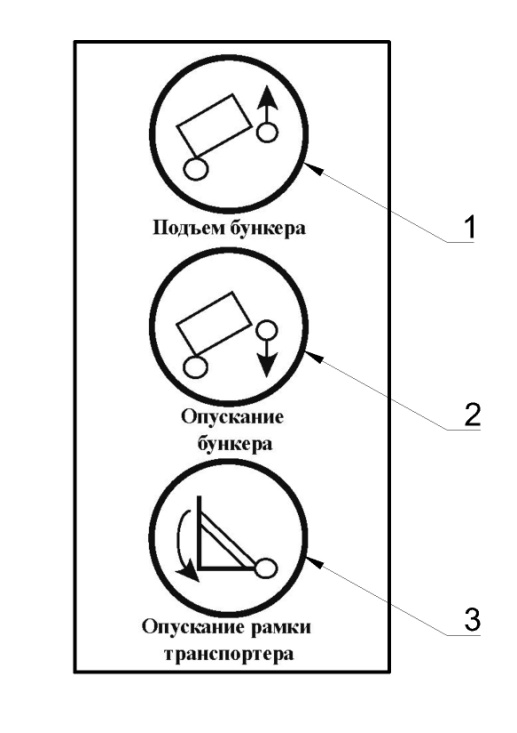 1
Подъем бункера
2
Опускание
бункера
3
Опускание рамки
транспортера